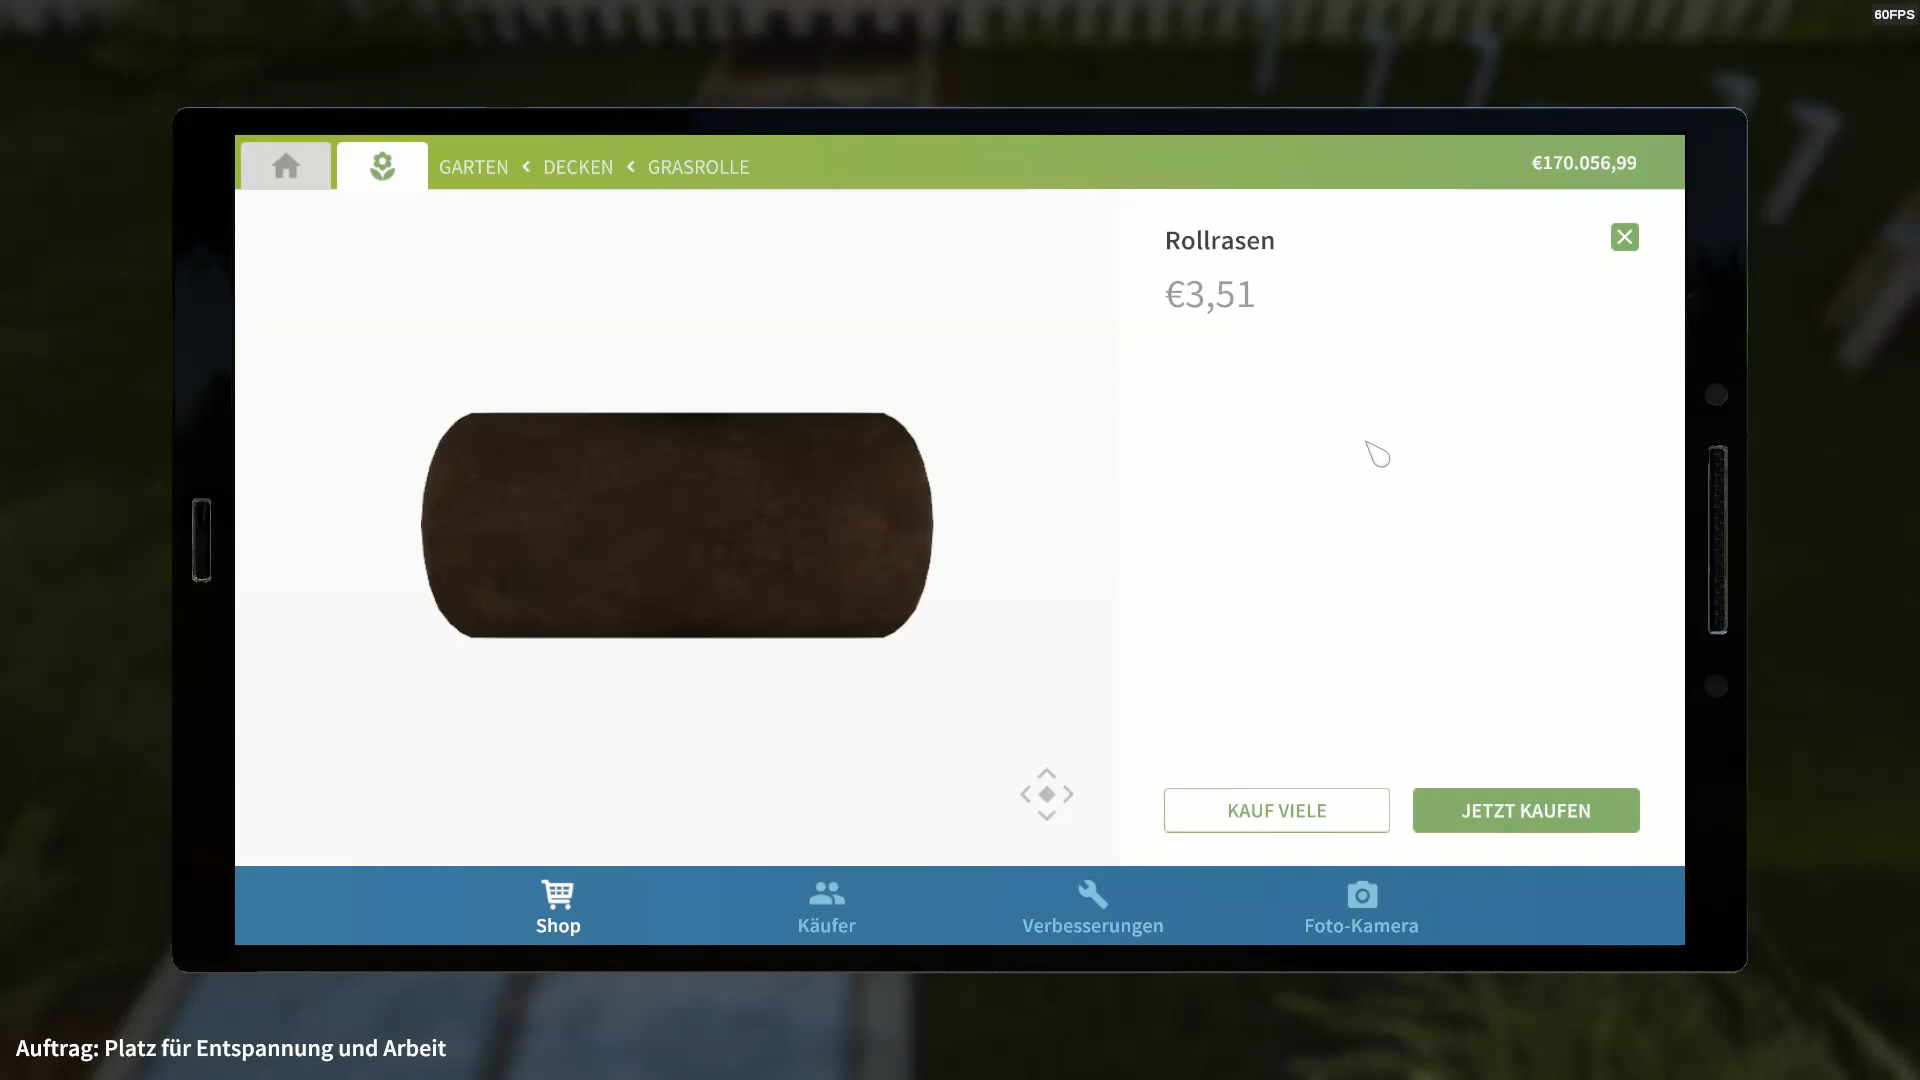 60FPS
GARTEN < DECKEN < GRASROLLE
€170.056,99
Rollrasen
€3,51
KAUF VIELE
JETZT KAUFEN
Shop
Käufer
Verbesserungen
Foto-Kamera
Auftrag: Platz für Entspannung und Arbeit